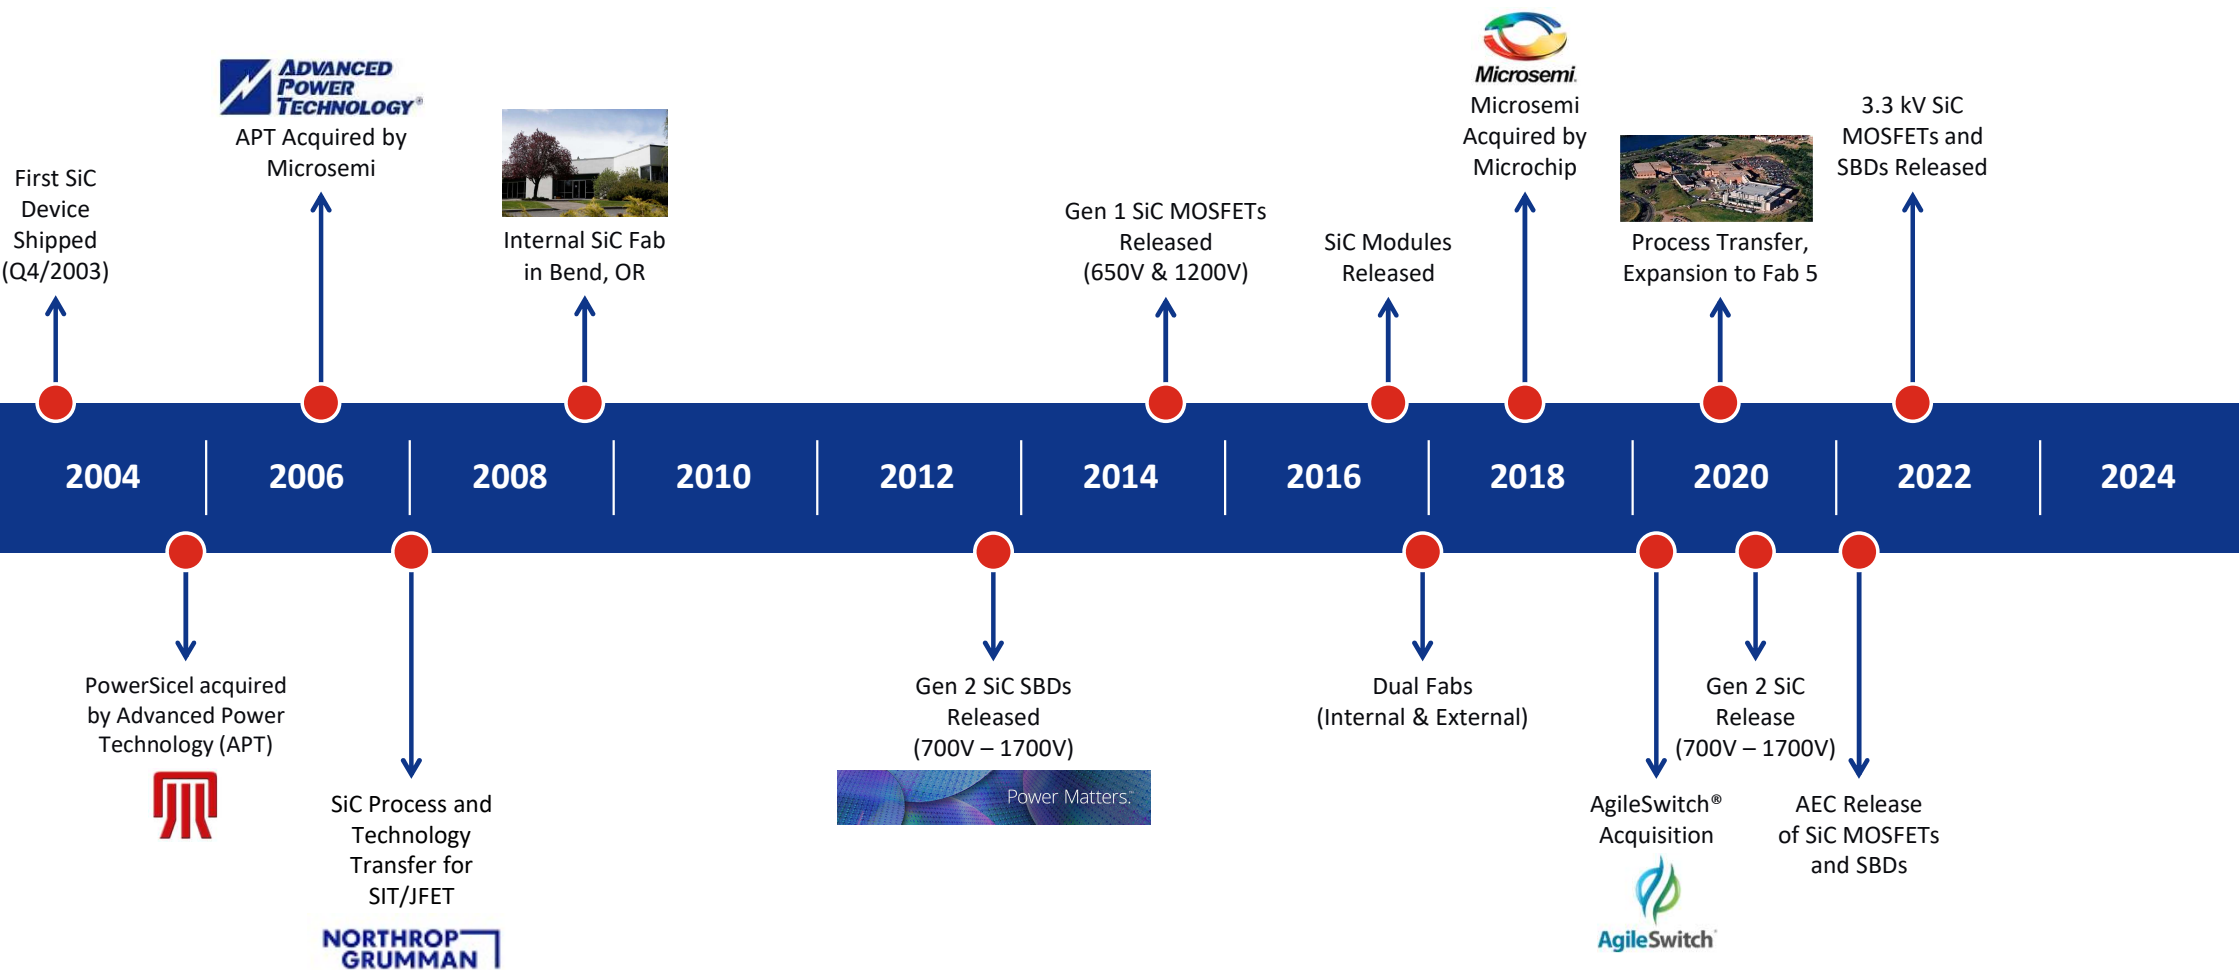 ADVANCED
POWER
TECHNOLOGY®
APT Acquired by
Microsemi
First SiC
Device
Shipped
(Q4/2003)
Internal SiC Fab
in Bend, OR
Gen 1 SiC MOSFETs
Released
(650V & 1200V)
SiC Modules
Released
Microsemi.
Microsemi
Acquired by
Microchip
Process Transfer,
Expansion to Fab 5
3.3 kV SiC
MOSFETs and
SBDs Released
2004
2006
2008
2010
2012
2014
2016
2018
2020
2022
2024
PowerSicel acquired
by Advanced Power
Technology (APT)
SiC Process and
Technology
Transfer for
SIT/JFET
NORTHROP
GRUMMAN
Gen 2 SiC SBDs
Released
(700V – 1700V)
Power Matters.™
Dual Fabs
(Internal & External)
AgileSwitch®
Acquisition
AgileSwitch
Gen 2 SiC
Release
(700V – 1700V)
AEC Release
of SiC MOSFETs
and SBDs